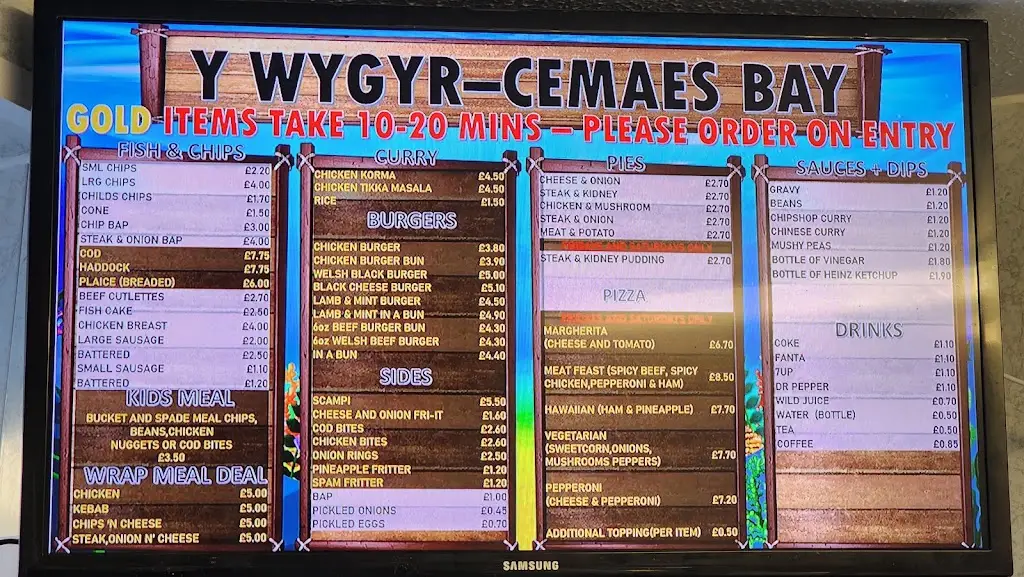 Y WYGYR–CEMAES BAY
GOLD ITEMS TAKE 10-20 MINS – PLEASE ORDER ON ENTRY
FISH & CHIPS
SML CHIPS £2.20
LRG CHIPS £4.00
CHILDS CHIPS £1.70
CONE £1.50
CHIP BAP £3.00
STEAK & ONION BAP £4.00
COD £7.75
HADDOCK £7.75
PLAICE (BREADED) £6.00
BEEF CUTLETTES £2.70
FISH CAKE £2.50
CHICKEN BREAST £4.00
LARGE SAUSAGE £2.00
BATTERED £2.50
SMALL SAUSAGE £1.10
BATTERED £1.20
KIDS MEAL
BUCKET AND SPADE MEAL CHIPS,
BEANS,CHICKEN
NUGGETS OR COD BITES
£3.50
WRAP MEAL DEAL
CHICKEN £5.00
KEBAB £5.00
CHIPS 'N CHEESE £5.00
STEAK,ONION N' CHEESE £5.00
CURRY
CHICKEN KORMA £4.50
CHICKEN TIKKA MASALA £4.50
RICE £1.50
BURGERS
CHICKEN BURGER £3.80
CHICKEN BURGER BUN £3.90
WELSH BLACK BURGER £5.00
BLACK CHEESE BURGER £5.10
LAMB & MINT BURGER £4.50
LAMB & MINT IN A BUN £4.90
6oz BEEF BURGER BUN £4.30
6oz WELSH BEEF BURGER £4.30
IN A BUN £4.40
SIDES
SCAMPI £5.50
CHEESE AND ONION FRI-IT £1.60
COD BITES £2.60
CHICKEN BITES £2.60
ONION RINGS £2.50
PINEAPPLE FRITTER £1.20
SPAM FRITTER £1.20
BAP £1.00
PICKLED ONIONS £0.45
PICKLED EGGS £0.70
PIES
CHEESE & ONION £2.70
STEAK & KIDNEY £2.70
CHICKEN & MUSHROOM £2.70
STEAK & ONION £2.70
MEAT & POTATO £2.70
AND SATURDAYS ONLY
STEAK & KIDNEY PUDDING £2.70
PIZZA
AND SATURDAYS ONLY
MARGHERITA
(CHEESE AND TOMATO) £6.70
MEAT FEAST (SPICY BEEF, SPICY
CHICKEN,PEPPERONI & HAM) £8.50
HAWAIIAN (HAM & PINEAPPLE) £7.70
VEGETARIAN
(SWEETCORN,ONIONS,
MUSHROOMS PEPPERS) £7.70
PEPPERONI
(CHEESE & PEPPERONI) £7.20
ADDITIONAL TOPPING(PER ITEM) £0.50
SAUCES + DIPS
GRAVY £1.20
BEANS £1.20
CHIPSHOP CURRY £1.20
CHINESE CURRY £1.20
MUSHY PEAS £1.20
BOTTLE OF VINEGAR £1.80
BOTTLE OF HEINZ KETCHUP £1.90
DRINKS
COKE £1.10
FANTA £1.10
7UP £1.10
DR PEPPER £1.10
WILD JUICE £0.70
WATER (BOTTLE) £0.50
TEA £0.50
COFFEE £0.85
SAMSUNG